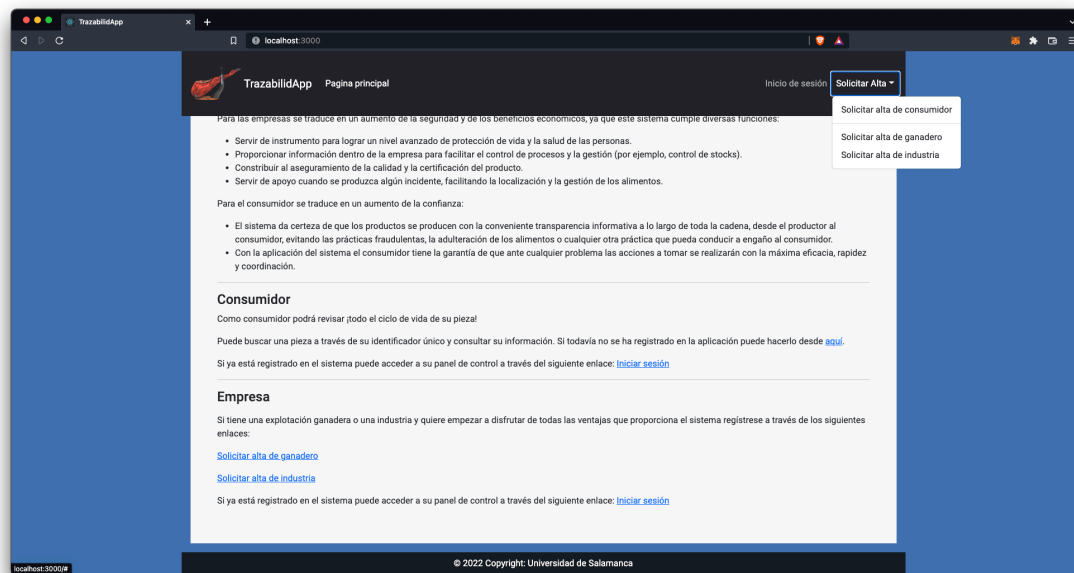 TrazabilidApp
localhost:3000
TrazabilidApp
Pagina principal
Inicio de sesión
Solicitar Alta
Solicitar alta de consumidor
Solicitar alta de ganadero
Solicitar alta de industria
Para las empresas se traduce en un aumento de la seguridad y de los beneficios económicos, ya que este sistema cumple diversas funciones:
Servir de instrumento para lograr un nivel avanzado de protección de vida y la salud de las personas.
Proporcionar información dentro de la empresa para facilitar el control de procesos y la gestión (por ejemplo, control de stocks).
Constribuir al aseguramiento de la calidad y la certificación del producto.
Servir de apoyo cuando se produzca algún incidente, facilitando la localización y la gestión de los alimentos.
Para el consumidor se traduce en un aumento de la confianza:
El sistema da certeza de que los productos se producen con la conveniente transparencia informativa a lo largo de toda la cadena, desde el productor al
consumidor, evitando las prácticas fraudulentas, la adulteración de los alimentos o cualquier otra práctica que pueda conducir a engaño al consumidor.
Con la aplicación del sistema el consumidor tiene la garantía de que ante cualquier problema las acciones a tomar se realizarán con la máxima eficacia, rapidez
y coordinación.
Consumidor
Como consumidor podrá revisar ¡todo el ciclo de vida de su pieza!
Puede buscar una pieza a través de su identificador único y consultar su información. Si todavía no se ha registrado en la aplicación puede hacerlo desde aquí.
Si ya está registrado en el sistema puede acceder a su panel de control a través del siguiente enlace: Iniciar sesión
Empresa
Si tiene una explotación ganadera o una industria y quiere empezar a disfrutar de todas las ventajas que proporciona el sistema regístrese a través de los siguientes
enlaces:
Solicitar alta de ganadero
Solicitar alta de industria
Si ya está registrado en el sistema puede acceder a su panel de control a través del siguiente enlace: Iniciar sesión
© 2022 Copyright: Universidad de Salamanca
localhost:3000/#